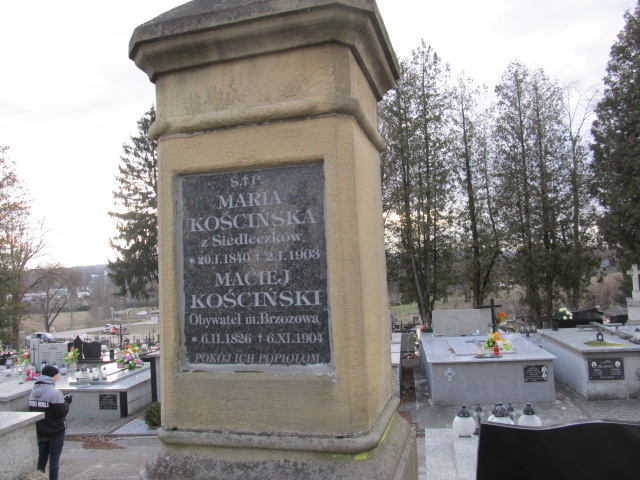 Ś.†P.
MARIA
KOŚCIŃSKA
z Siedleczków
*20.I.1840 †2.I.1903
MACIEJ
KOŚCIŃSKI
Obywatel m.Brzozowa
*6.II.1826 †6.XI.1904
POKÓJ ICH POPIOŁOM